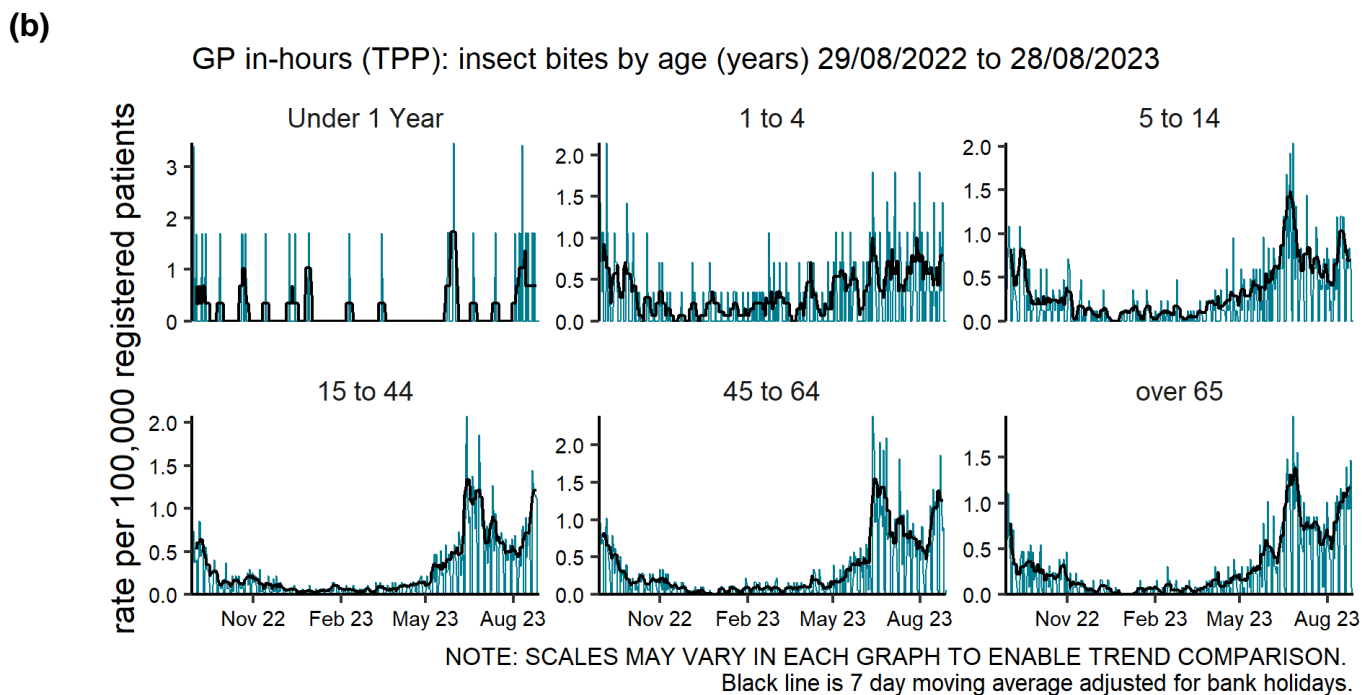 (b)
GP in-hours (TPP): insect bites by age (years) 29/08/2022 to 28/08/2023
rate per 100,000 registered patients
Under 1 Year
1 to 4
5 to 14
3
2
1
0
2.0
1.5
1.0
0.5
0.0
2.0
1.5
1.0
0.5
0.0
15 to 44
45 to 64
over 65
2.0
1.5
1.0
0.5
0.0
2.0
1.5
1.0
0.5
0.0
1.5
1.0
0.5
0.0
Nov 22 Feb 23 May 23 Aug 23
Nov 22 Feb 23 May 23 Aug 23
Nov 22 Feb 23 May 23 Aug 23
NOTE: SCALES MAY VARY IN EACH GRAPH TO ENABLE TREND COMPARISON.
Black line is 7 day moving average adjusted for bank holidays.